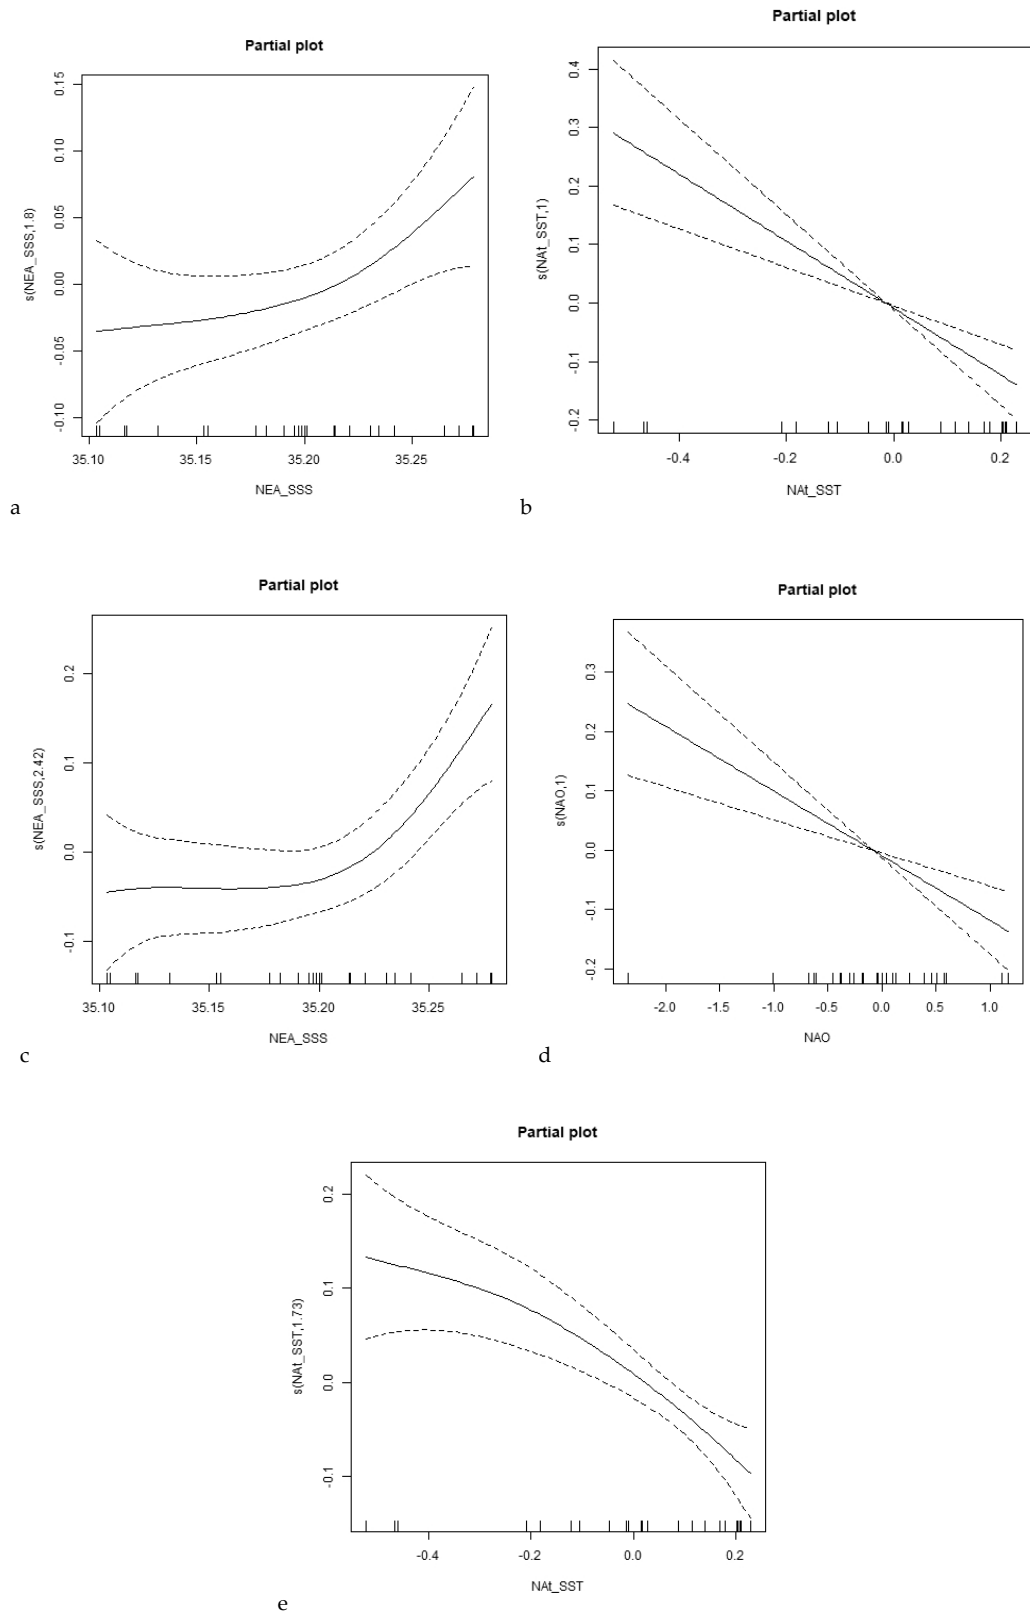 Partial plot
s(NEA_SSS,1.8)
0.15
0.10
0.05
0.00
-0.05
-0.10
35.10 35.15 35.20 35.25
NEA_SSS
a
Partial plot
s(NAt_SST,1)
0.4
0.3
0.2
0.1
0.0
-0.1
-0.2
-0.4 -0.2 0.0 0.2
NAt_SST
b
Partial plot
s(NEA_SSS,2.42)
0.2
0.1
0.0
-0.1
35.10 35.15 35.20 35.25
NEA_SSS
c
Partial plot
s(NAO,1)
0.3
0.2
0.1
0.0
-0.1
-0.2
-2.0 -1.5 -1.0 -0.5 0.0 0.5 1.0
NAO
d
Partial plot
s(NAt_SST,1.73)
0.2
0.1
0.0
-0.1
-0.4 -0.2 0.0 0.2
NAt_SST
e